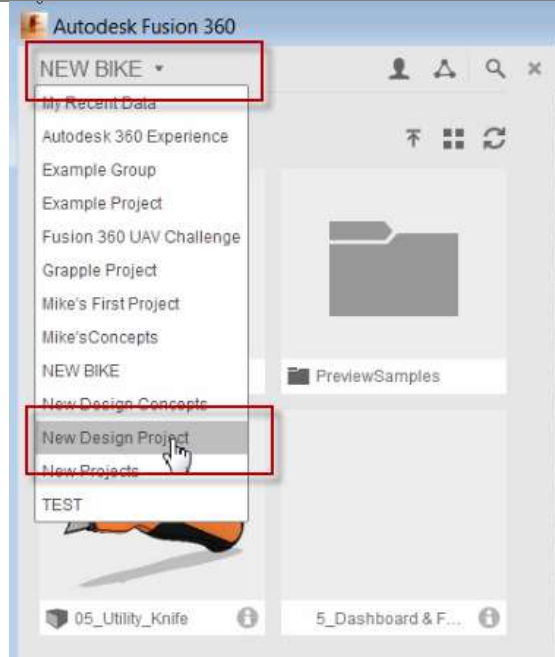 Autodesk Fusion 360
NEW BIKE
My Recent Data
Autodesk 360 Experience
Example Group
Example Project
Fusion 360 UAV Challenge
Grapple Project
Mike's First Project
Mike'sConcepts
NEW BIKE
New Design Concepts
New Design Project
New Projects
TEST
PreviewSamples
05_Utility_Knife
5_Dashboard & F...